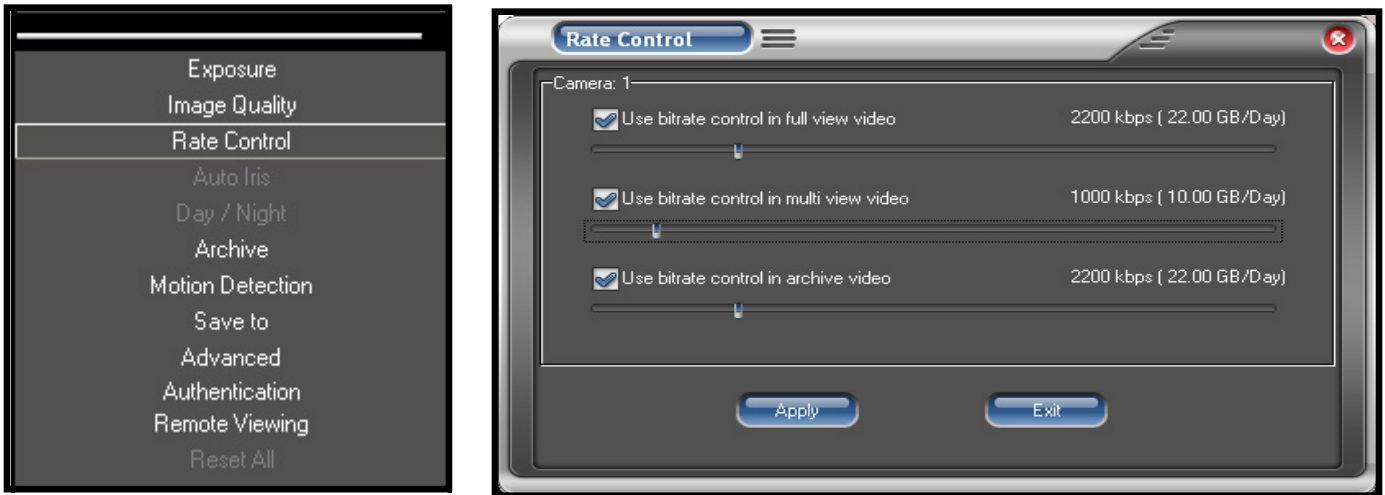 Exposure
Image Quality
Rate Control
Auto Iris
Day / Night
Archive
Motion Detection
Save to
Advanced
Authentication
Remote Viewing
Reset All
Rate Control
Camera: 1
Use bitrate control in full view video 2200 kbps ( 22.00 GB/Day)
Use bitrate control in multi view video 1000 kbps ( 10.00 GB/Day)
Use bitrate control in archive video 2200 kbps ( 22.00 GB/Day)
Apply Exit